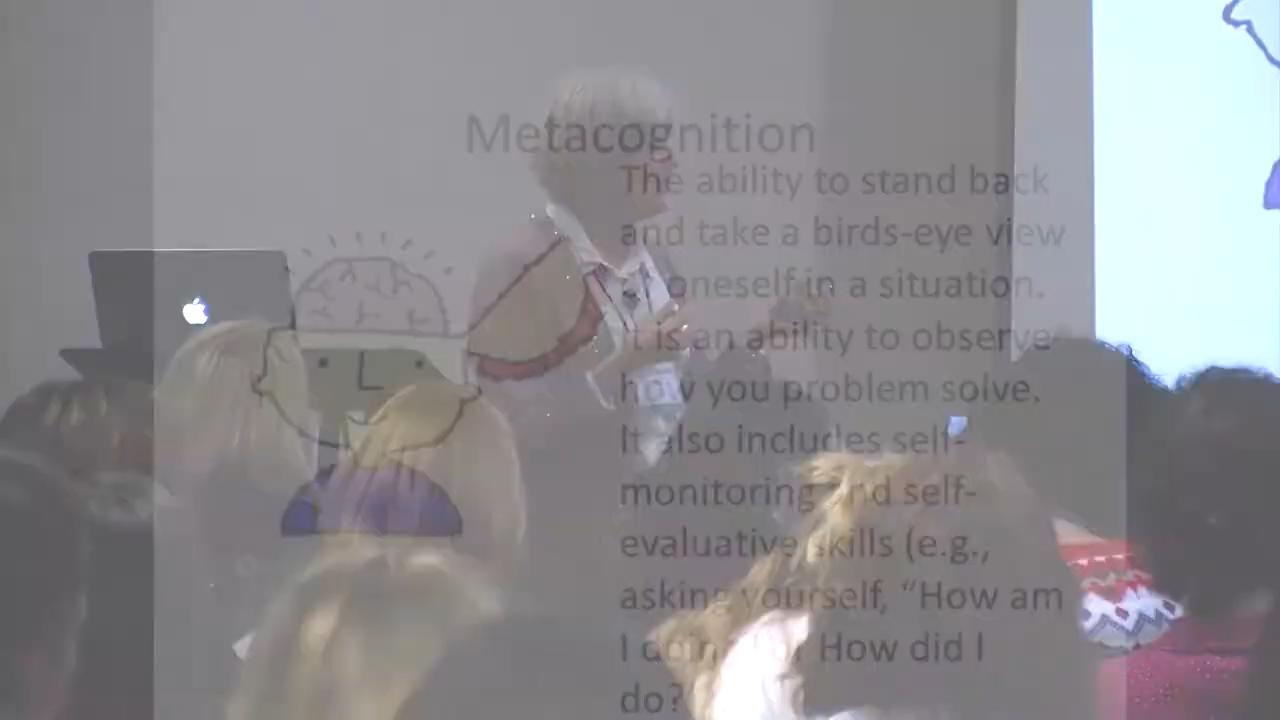 Metacognition
The ability to stand back
and take a birds-eye view
oneself in a situation.
It is an ability to observe
how you problem solve.
It also includes self-
monitoring and self-
evaluative skills (e.g.,
asking yourself, “How am
I doing? How did I
do?